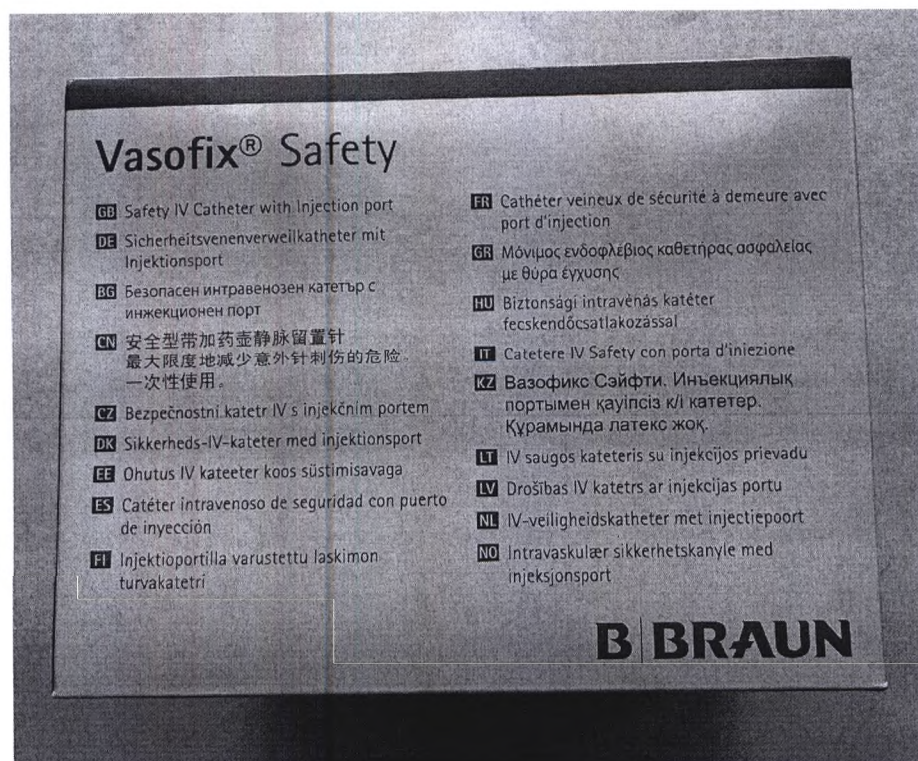 Vasofix® Safety
GB Safety IV Catheter with Injection port
DE Sicherheitsvenenverweilkatheter mit
Injektionsport
BG Безопасен интравенозен катетър с
инжекционен порт
CN 安全型带加药壶静脉留置针
最大限度地减少意外针刺伤的危险。
一次性使用。
CZ Bezpečnostní katetr IV s injekčním portem
DK Sikkerheds-IV-kateter med injektionsport
EE Ohutus IV kateeter koos süstimisavaga
ES Catéter intravenoso de seguridad con puerto
de inyección
FI Injektioportilla varustettu laskimon
turvakatetri
FR Cathéter veineux de sécurité à demeure avec
port d'injection
GR Μόνιμος ενδοφλέβιος καθετήρας ασφαλείας
με θύρα έγχυσης
HU Biztonsági intravénás katéter
fecskendőcsatlakozással
IT Catetere IV Safety con porta d'iniezione
KZ Вазофикс Сэйфти. Инъекциялық
портымен қауіпсіз к/і катетер.
Құрамында латекс жоқ.
LT IV saugos kateteris su injekcijos prievadu
LV Drošības IV katetrs ar injekcijas portu
NL IV-veiligheidskatheter met injectiepoort
NO Intravaskulær sikkerhetskanyle med
injeksjonsport
B BRAUN